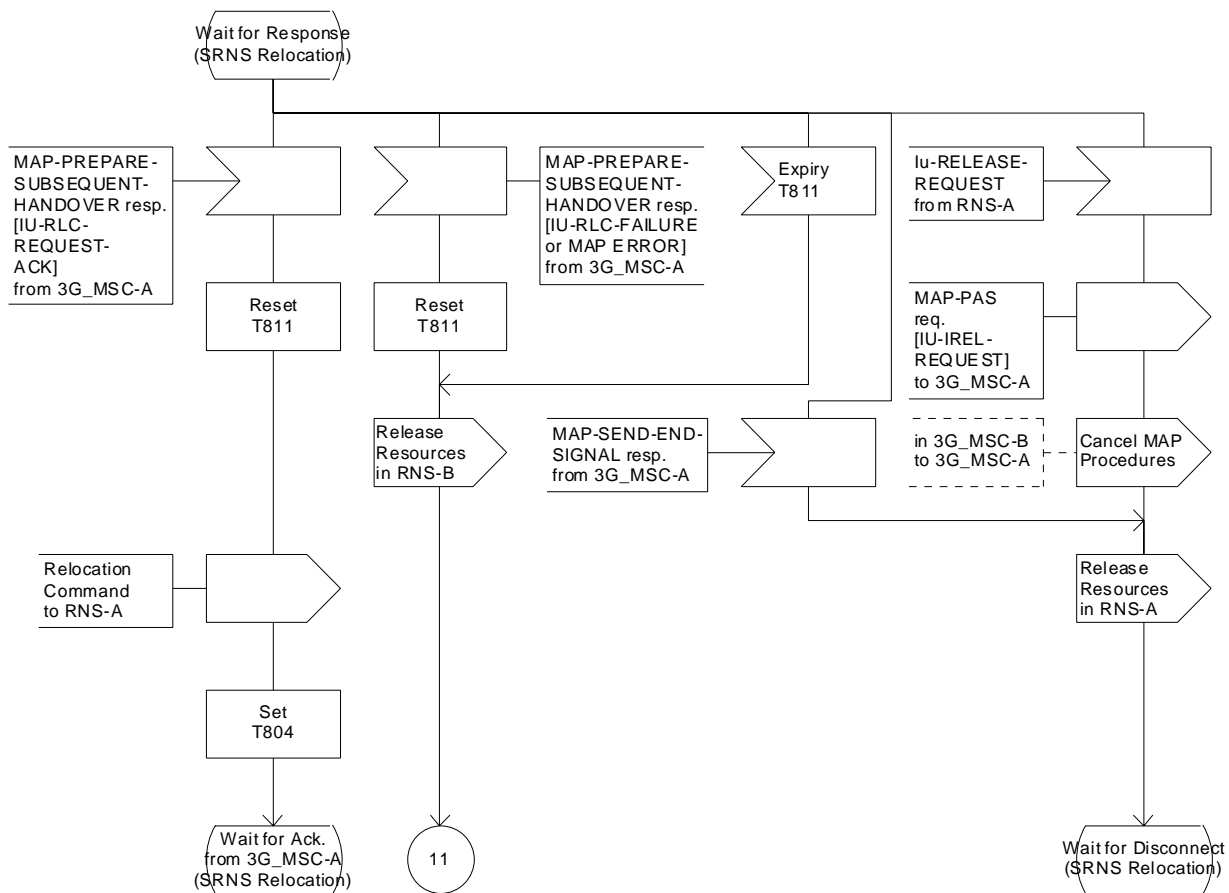 Wait for Response
(SRNS Relocation)
MAP-PREPARE-
SUBSEQUENT-
HANDOVER resp.
[IU-RLC-
REQUEST-
ACK]
from 3G_MSC-A
MAP-PREPARE-
SUBSEQUENT-
HANDOVER resp.
[IU-RLC-FAILURE
or MAP ERROR]
from 3G_MSC-A
Expiry
T811
Iu-RELEASE-
REQUEST
from RNS-A
Reset
T811
Reset
T811
MAP-PAS
req.
[IU-IREL-
REQUEST]
to 3G_MSC-A
Release
Resources
in RNS-B
MAP-SEND-END-
SIGNAL resp.
from 3G_MSC-A
in 3G_MSC-B
to 3G_MSC-A
Cancel MAP
Procedures
Relocation
Command
to RNS-A
Release
Resources
in RNS-A
Set
T804
Wait for Ack.
from 3G_MSC-A
(SRNS Relocation)
11
Wait for Disconnect
(SRNS Relocation)